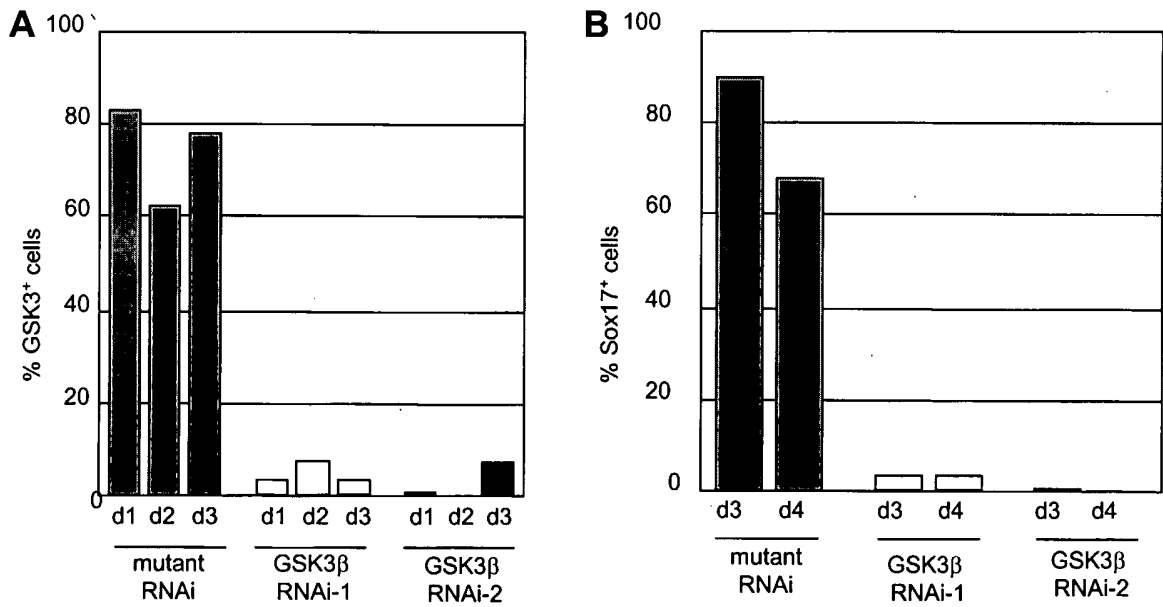 A
% GSK3+ cells
100
80
60
40
20
0
d1 d2 d3 d1 d2 d3 d1 d2 d3
mutant RNAi
GSK3β RNAi-1
GSK3β RNAi-2
B
% Sox17+ cells
100
80
60
40
20
0
d3 d4 d3 d4 d3 d4
mutant RNAi
GSK3β RNAi-1
GSK3β RNAi-2